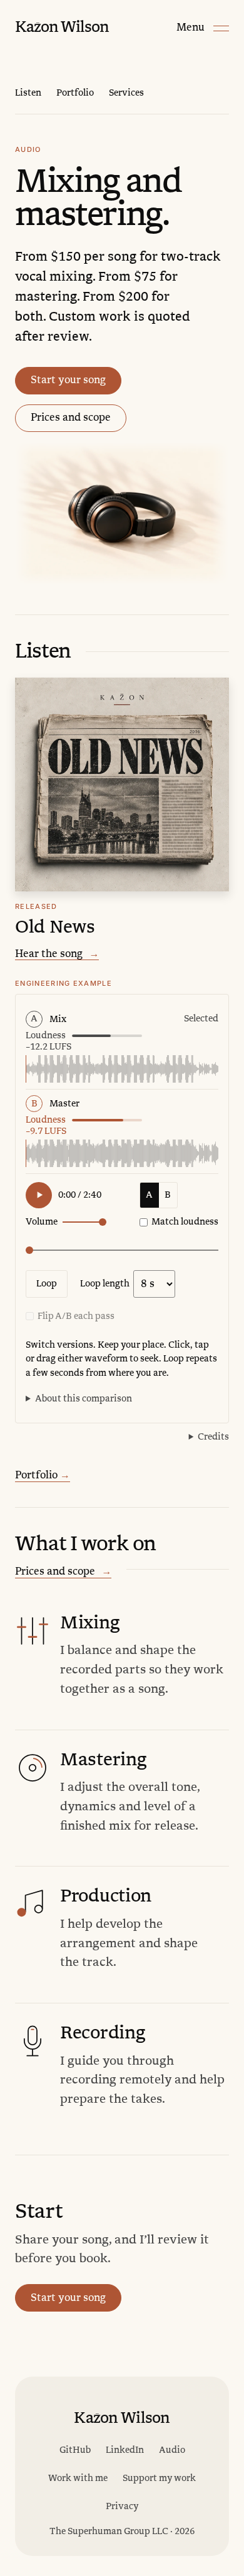 Kažon Wilson
Menu
Listen Portfolio Services
AUDIO
Mixing and
mastering.
From $150 per song for two-track
vocal mixing. From $75 for
mastering. From $200 for
both. Custom work is quoted
after review.
Start your song
Prices and scope
Listen
KAŽON
OLD NEWS
RELEASED
Old News
Hear the song →
ENGINEERING EXAMPLE
A Mix Selected
Loudness
-12.2 LUFS
B Master
Loudness
-9.7 LUFS
0:00 / 2:40 A B
Volume Match loudness
Loop Loop length 8 s
Flip A/B each pass
Switch versions. Keep your place. Click, tap
or drag either waveform to seek. Loop repeats
a few seconds from where you are.
About this comparison
Credits
Portfolio →
What I work on
Prices and scope →
Mixing
I balance and shape the
recorded parts so they work
together as a song.
Mastering
I adjust the overall tone,
dynamics and level of a
finished mix for release.
Production
I help develop the
arrangement and shape
the track.
Recording
I guide you through
recording remotely and help
prepare the takes.
Start
Share your song, and I'll review it
before you book.
Start your song
Kažon Wilson
GitHub LinkedIn Audio
Work with me Support my work
Privacy
The Superhuman Group LLC · 2026